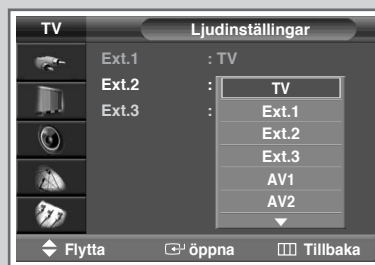 TV Ljudinställingar
Ext.1 : TV
Ext.2 : TV
Ext.3 : Ext.1
Ext.2
Ext.3
AV1
AV2
Flytta öppna Tillbaka